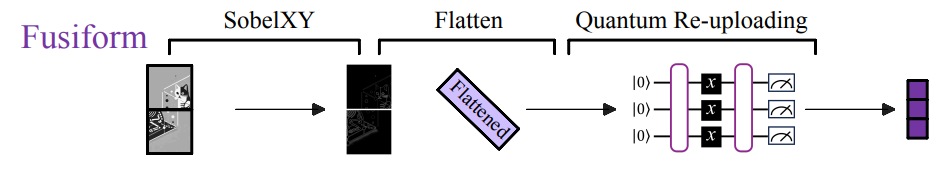 Fusiform
SobelXY
Flatten
Quantum Re-uploading
Flattened
|0⟩ x
|0⟩ x
|0⟩ x